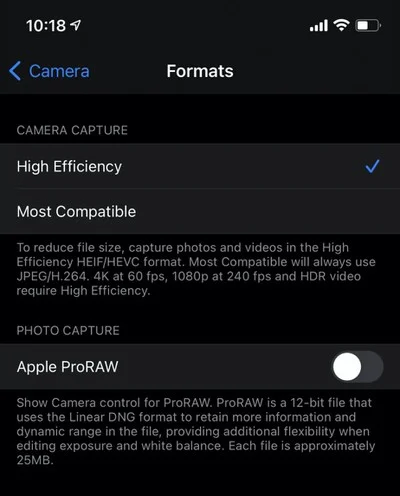 10:18
Camera
Formats
CAMERA CAPTURE
High Efficiency
Most Compatible
To reduce file size, capture photos and videos in the High
Efficiency HEIF/HEVC format. Most Compatible will always use
JPEG/H.264. 4K at 60 fps, 1080p at 240 fps and HDR video
require High Efficiency.
PHOTO CAPTURE
Apple ProRAW
Show Camera control for ProRAW. ProRAW is a 12-bit file that
uses the Linear DNG format to retain more information and
dynamic range in the file, providing additional flexibility when
editing exposure and white balance. Each file is approximately
25MB.